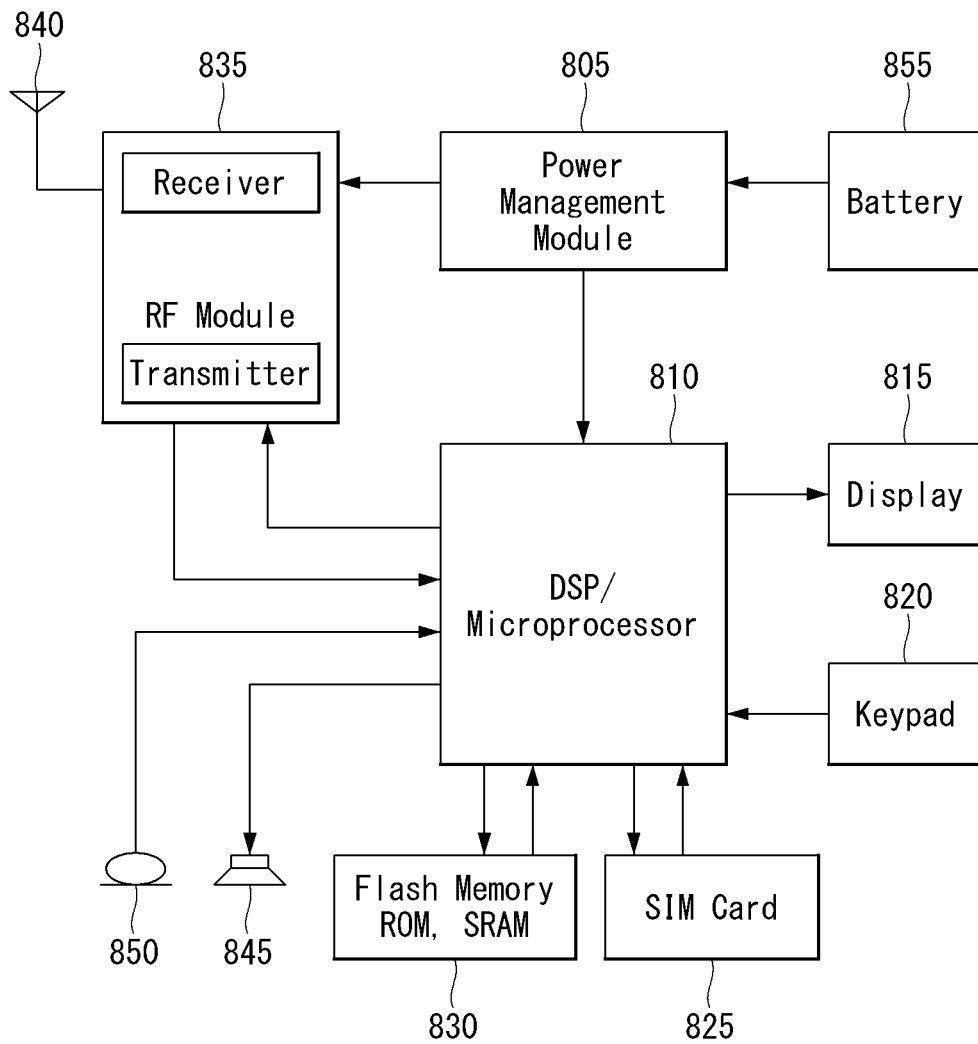 840
835
805
855
Receiver
Power
Management
Module
Battery
RF Module
Transmitter
810
815
Display
DSP/
Microprocessor
820
Keypad
Flash Memory
ROM, SRAM
SIM Card
850
845
830
825